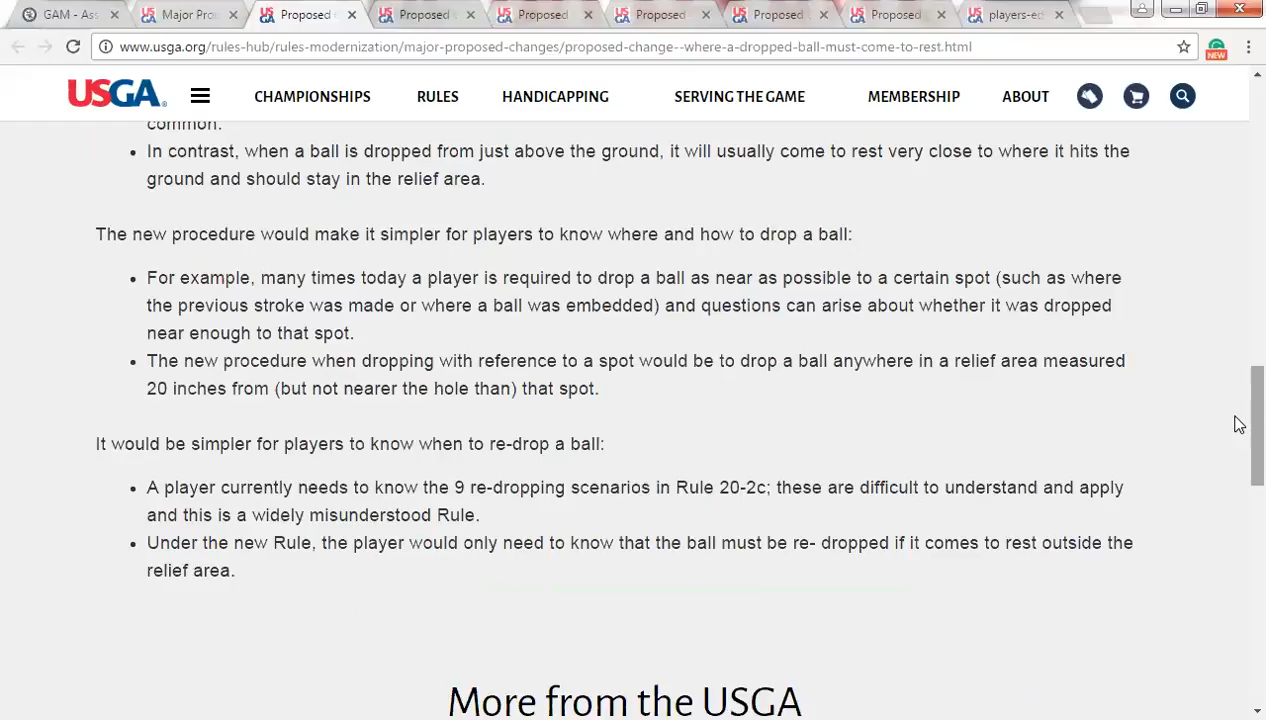 GAM - Ass
Major Pro
Proposed
Proposed
Proposed
Proposed
Proposed
Proposed
players-ed
www.usga.org/rules-hub/rules-modernization/major-proposed-changes/proposed-change--where-a-dropped-ball-must-come-to-rest.html
NEW
USGA
CHAMPIONSHIPS RULES HANDICAPPING SERVING THE GAME MEMBERSHIP ABOUT
common.
• In contrast, when a ball is dropped from just above the ground, it will usually come to rest very close to where it hits the
ground and should stay in the relief area.
The new procedure would make it simpler for players to know where and how to drop a ball:
• For example, many times today a player is required to drop a ball as near as possible to a certain spot (such as where
the previous stroke was made or where a ball was embedded) and questions can arise about whether it was dropped
near enough to that spot.
• The new procedure when dropping with reference to a spot would be to drop a ball anywhere in a relief area measured
20 inches from (but not nearer the hole than) that spot.
It would be simpler for players to know when to re-drop a ball:
• A player currently needs to know the 9 re-dropping scenarios in Rule 20-2c; these are difficult to understand and apply
and this is a widely misunderstood Rule.
• Under the new Rule, the player would only need to know that the ball must be re- dropped if it comes to rest outside the
relief area.
More from the USGA